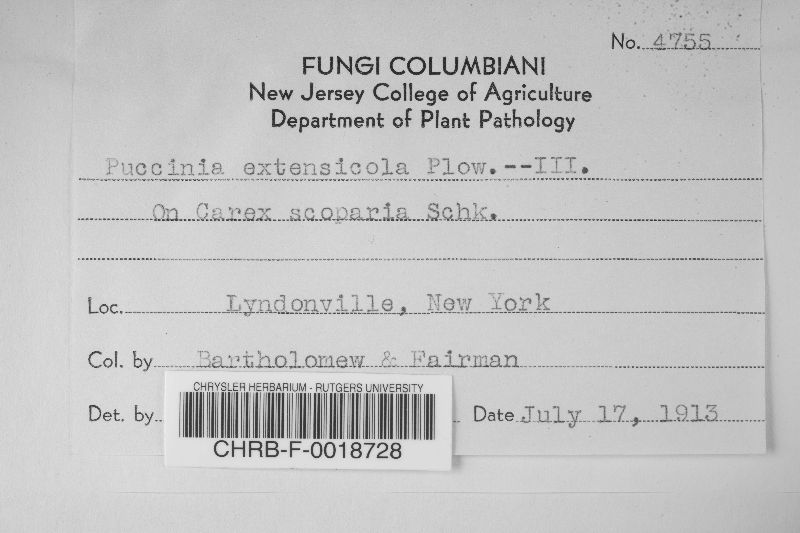 No. 4755
FUNGI COLUMBIANI
New Jersey College of Agriculture
Department of Plant Pathology
Puccinia extensicola Plow.--III.
On Carex scoparia Schk.
Loc. Lyndonville, New York
Col. by Bartholomew & Fairman
Det. by Date July 17, 1913
CHRYSLER HERBARIUM - RUTGERS UNIVERSITY
CHRB-F-0018728